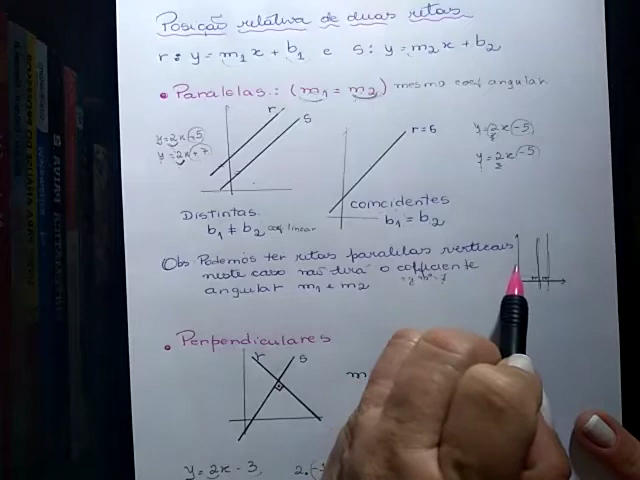 Posição relativa de duas retas
r: y = m₁x + b₁ e s: y = m₂x + b₂
• Paralelas: (m₁ = m₂) mesmo coef angular
r
s
y=2x-5
y=2x+7
r=s
y=2x-5
y=2x-5
Distintas
b₁ ≠ b₂ coef linear
coincidentes
b₁ = b₂
Obs Podemos ter retas paralelas verticais
neste caso não terá o coeficiente
angular m₁ e m₂
• Perpendiculares
r
s
m
y = 2x - 3